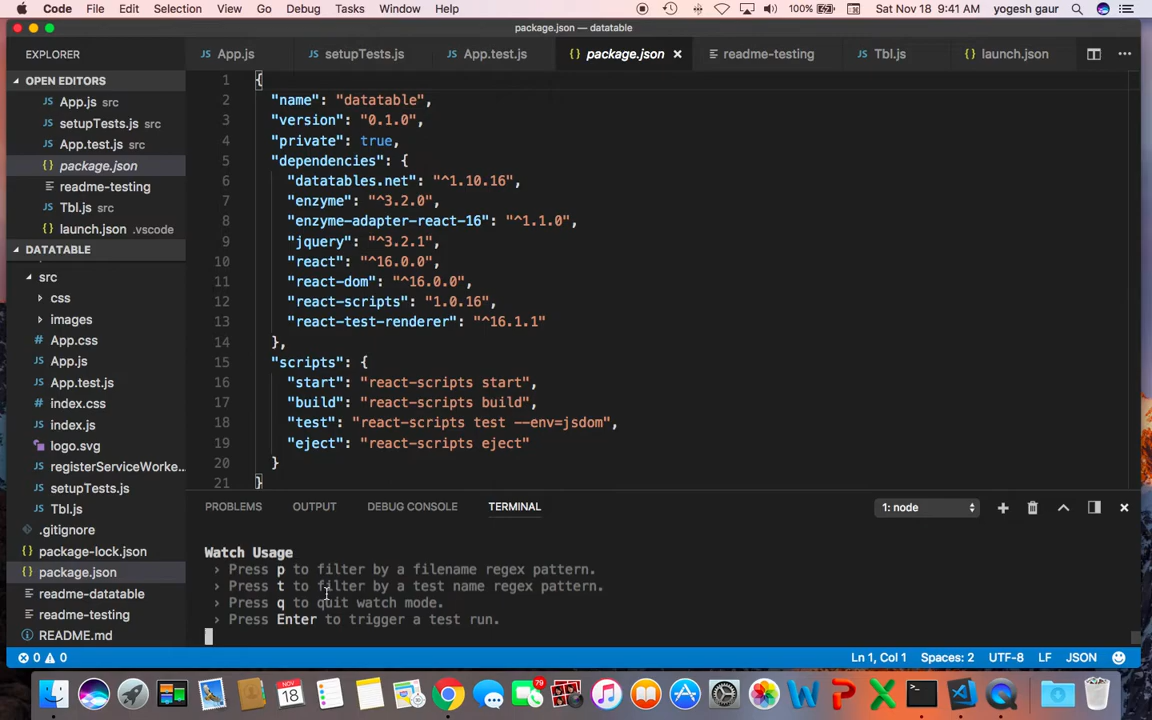 Code File Edit Selection View Go Debug Tasks Window Help 100% Sat Nov 18 9:41 AM yogesh gaur
package.json — datatable
EXPLORER
App.js setupTests.js App.test.js package.json readme-testing Tbl.js launch.json
OPEN EDITORS
App.js src
setupTests.js src
App.test.js src
package.json
readme-testing
Tbl.js src
launch.json .vscode
DATATABLE
src
css
images
App.css
App.js
App.test.js
index.css
index.js
logo.svg
registerServiceWorke...
setupTests.js
Tbl.js
.gitignore
package-lock.json
package.json
readme-datatable
readme-testing
README.md
1 {
2 "name": "datatable",
3 "version": "0.1.0",
4 "private": true,
5 "dependencies": {
6 "datatables.net": "^1.10.16",
7 "enzyme": "^3.2.0",
8 "enzyme-adapter-react-16": "^1.1.0",
9 "jquery": "^3.2.1",
10 "react": "^16.0.0",
11 "react-dom": "^16.0.0",
12 "react-scripts": "1.0.16",
13 "react-test-renderer": "^16.1.1"
14 },
15 "scripts": {
16 "start": "react-scripts start",
17 "build": "react-scripts build",
18 "test": "react-scripts test --env=jsdom",
19 "eject": "react-scripts eject"
20 }
21 }
PROBLEMS OUTPUT DEBUG CONSOLE TERMINAL 1: node
Watch Usage
› Press p to filter by a filename regex pattern.
› Press t to filter by a test name regex pattern.
› Press q to quit watch mode.
› Press Enter to trigger a test run.
0 0 Ln 1, Col 1 Spaces: 2 UTF-8 LF JSON
NOV
18
79